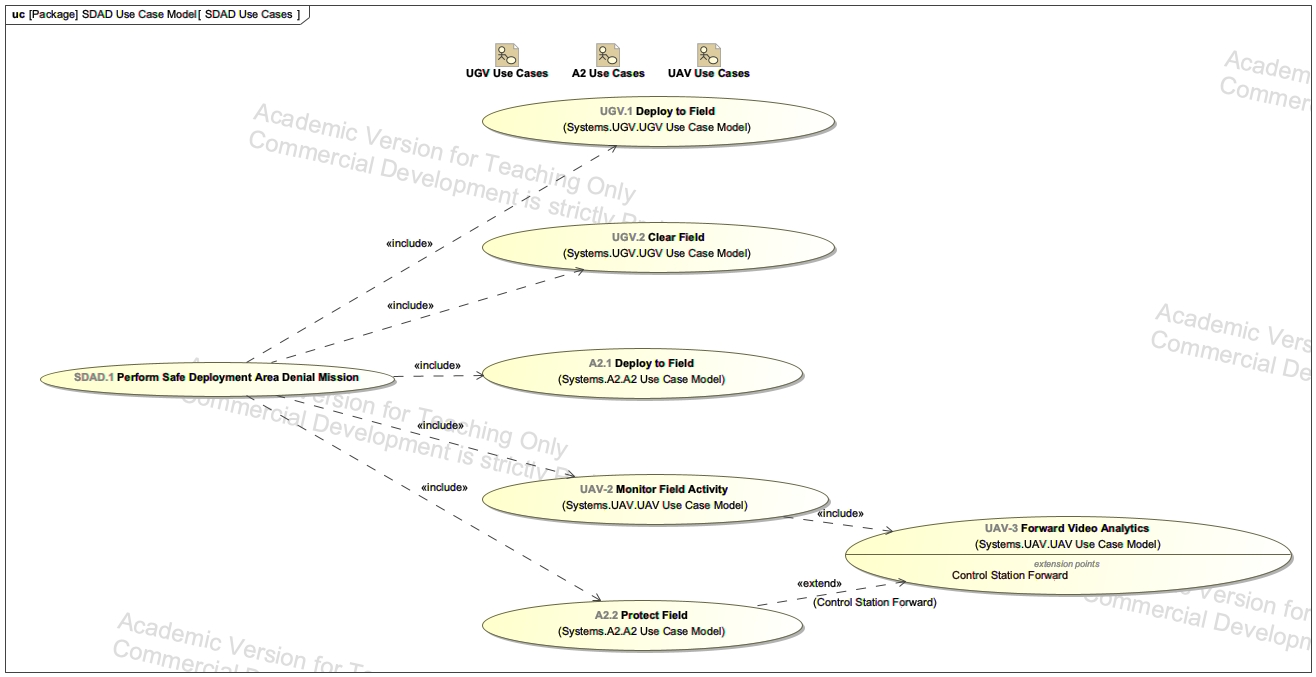 uc [Package] SDAD Use Case Model[ SDAD Use Cases ]
UGV Use Cases
A2 Use Cases
UAV Use Cases
UGV.1 Deploy to Field
(Systems.UGV.UGV Use Case Model)
Academic Version for Teaching Only
Commercial Development is strictly
Academ
Commer
«include»
UGV.2 Clear Field
(Systems.UGV.UGV Use Case Model)
«include»
Academic Vers
Commercial De
SDAD.1 Perform Safe Deployment Area Denial Mission
«include»
A2.1 Deploy to Field
(Systems.A2.A2 Use Case Model)
Version for Teaching Only
Commercial Development is strictly
«include»
«include»
UAV-2 Monitor Field Activity
(Systems.UAV.UAV Use Case Model)
«include»
UAV-3 Forward Video Analytics
(Systems.UAV.UAV Use Case Model)
extension points
Control Station Forward
«extend»
(Control Station Forward)
A2.2 Protect Field
(Systems.A2.A2 Use Case Model)
Version for
Commercial Developm
Academic Version for Te
Commercial De